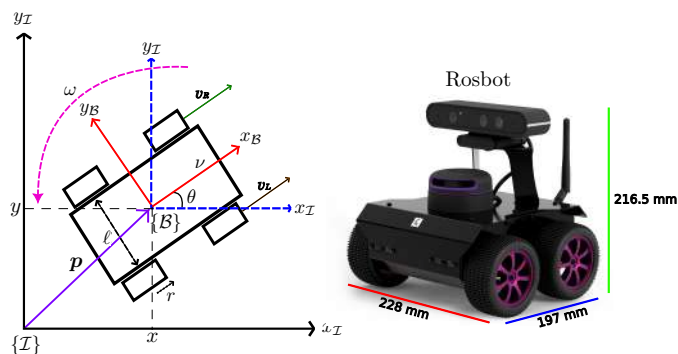 y_ℐ
y_ℐ
ω
v_R
y_ℬ
x_ℬ
ν
v_L
θ
y
{ℬ}
x_ℐ
ℓ
p
r
{ℐ}
x
x_ℐ
Rosbot
216.5 mm
228 mm
197 mm